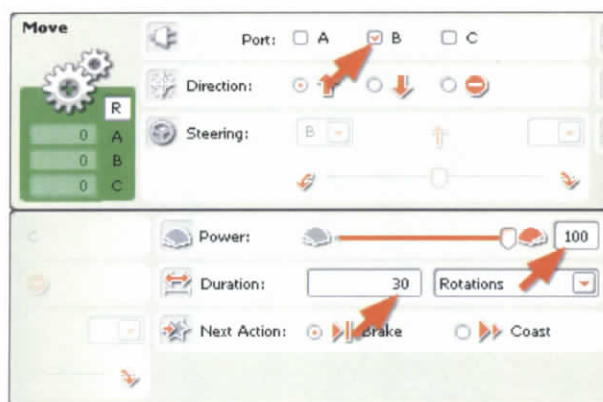 Move
Port: A B C
Direction:
R
0 A
Steering: B
0 B
0 C
C
Power: 100
Duration: 30 Rotations
Next Action: Brake Coast